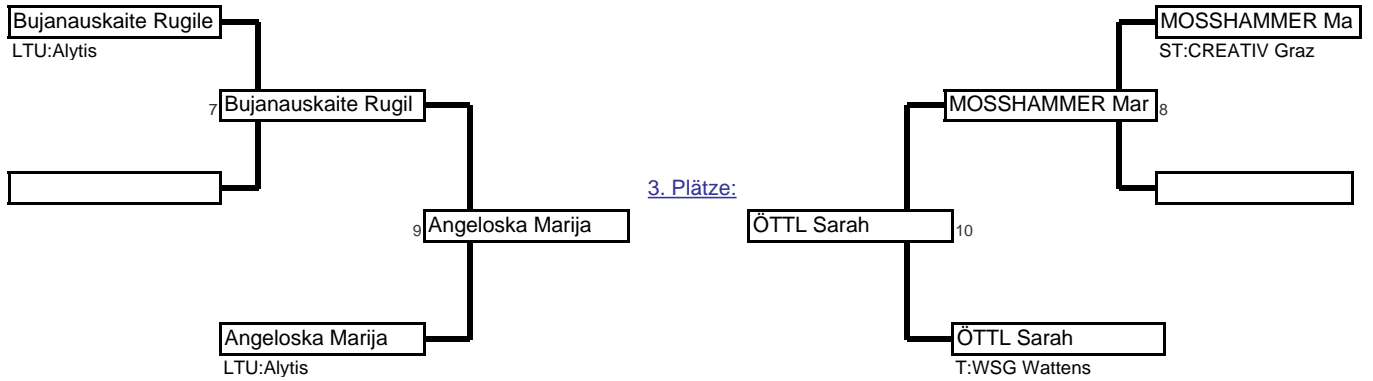 Bujanauskaite Rugile
MOSSHAMMER Ma
LTU:Alytis
ST:CREATIV Graz
7 Bujanauskaite Rugil
MOSSHAMMER Mar 8
3. Plätze:
9 Angeloska Marija
ÖTTL Sarah 10
Angeloska Marija
ÖTTL Sarah
LTU:Alytis
T:WSG Wattens